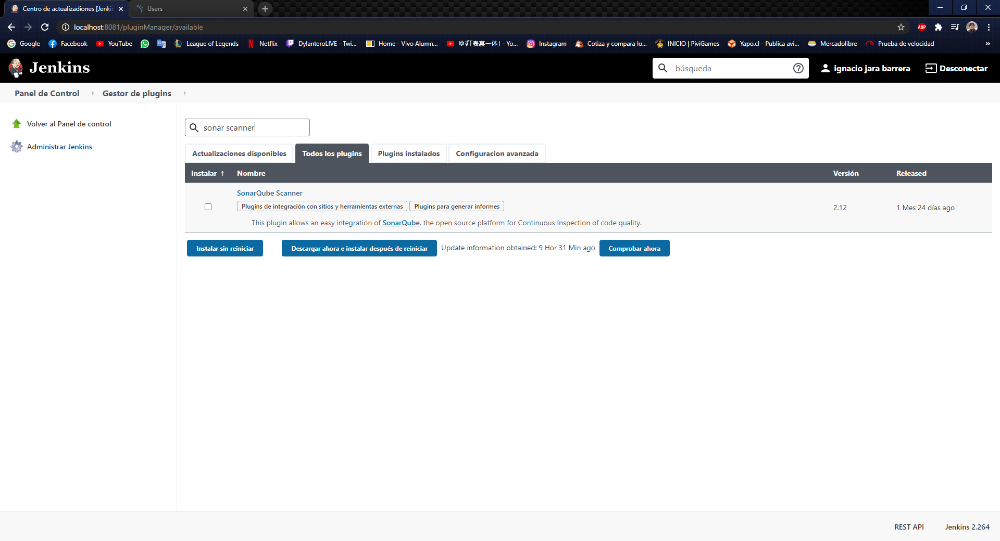 Centro de actualizadiones [Jenkin
Users
localhost:8081/pluginManager/available
ABP
Google
Facebook
YouTube
League of Legends
Netflix
DylanteroLIVE - Twi...
Home - Vivo Alumn...
ゆず「表裏一体」 - Yo...
Instagram
Cotiza y compara lo...
INICIO | PiviGames
Yapo.cl - Publica avi...
Mercadolibre
Prueba de velocidad
»
Jenkins
búsqueda
ignacio jara barrera
Desconectar
Panel de Control
Gestor de plugins
Volver al Panel de control
Administrar Jenkins
sonar scanner
Actualizaciones disponibles
Todos los plugins
Plugins instalados
Configuracion avanzada
Instalar ↑
Nombre
Versión
Released
SonarQube Scanner
Plugins de integración con sitios y herramientas externas
Plugins para generar informes
This plugin allows an easy integration of SonarQube, the open source platform for Continuous Inspection of code quality.
2.12
1 Mes 24 días ago
Instalar sin reiniciar
Descargar ahora e instalar después de reiniciar
Update information obtained: 9 Hor 31 Min ago
Comprobar ahora
REST API
Jenkins 2.264